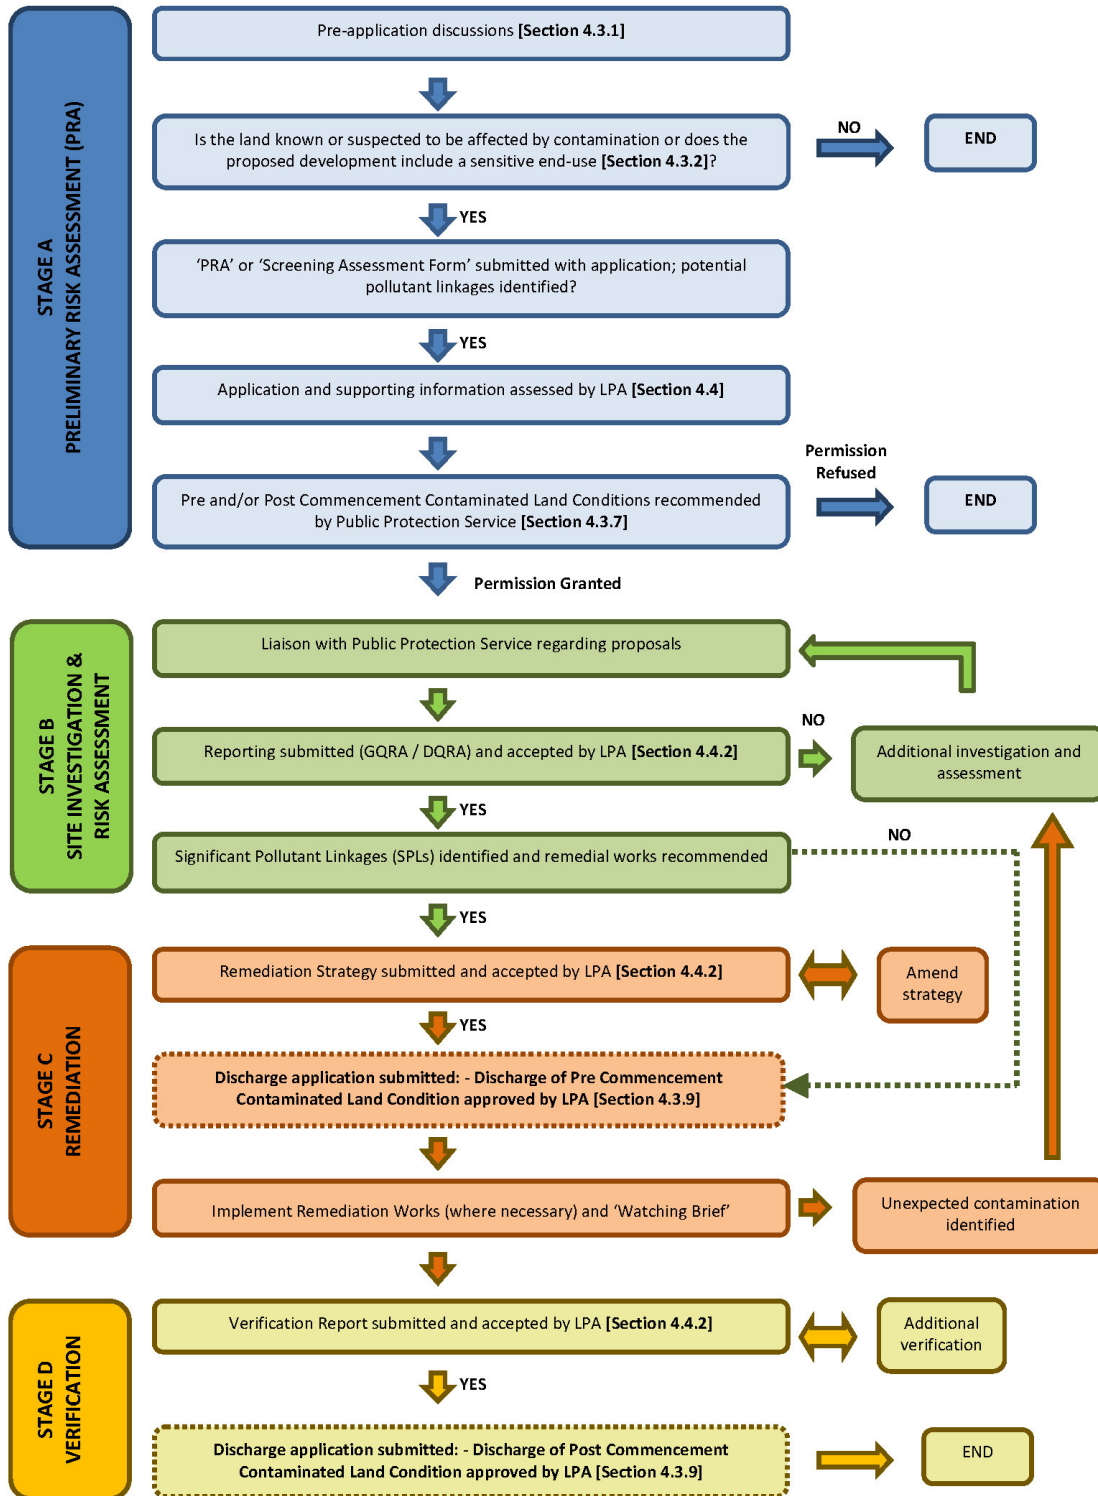 STAGE A
PRELIMINARY RISK ASSESSMENT (PRA)
Pre-application discussions [Section 4.3.1]
Is the land known or suspected to be affected by contamination or does the
proposed development include a sensitive end-use [Section 4.3.2]?
NO
END
YES
‘PRA’ or ‘Screening Assessment Form’ submitted with application; potential
pollutant linkages identified?
YES
Application and supporting information assessed by LPA [Section 4.4]
Pre and/or Post Commencement Contaminated Land Conditions recommended
by Public Protection Service [Section 4.3.7]
Permission
Refused
END
Permission Granted
STAGE B
SITE INVESTIGATION &
RISK ASSESSMENT
Liaison with Public Protection Service regarding proposals
Reporting submitted (GQRA / DQRA) and accepted by LPA [Section 4.4.2]
NO
Additional investigation and
assessment
YES
Significant Pollutant Linkages (SPLs) identified and remedial works recommended
NO
YES
STAGE C
REMEDIATION
Remediation Strategy submitted and accepted by LPA [Section 4.4.2]
Amend
strategy
YES
Discharge application submitted: - Discharge of Pre Commencement
Contaminated Land Condition approved by LPA [Section 4.3.9]
Implement Remediation Works (where necessary) and ‘Watching Brief’
Unexpected contamination
identified
STAGE D
VERIFICATION
Verification Report submitted and accepted by LPA [Section 4.4.2]
Additional
verification
YES
Discharge application submitted: - Discharge of Post Commencement
Contaminated Land Condition approved by LPA [Section 4.3.9]
END